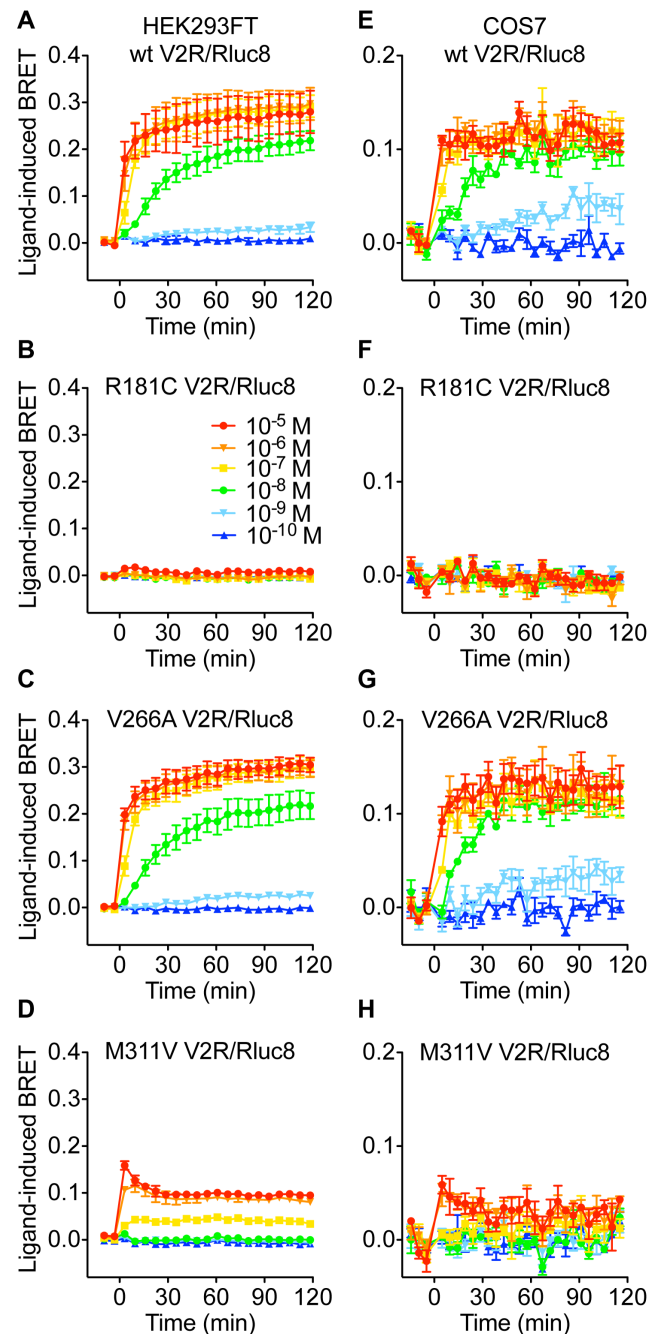 A
HEK293FT
wt V2R/Rluc8
Ligand-induced BRET
0.4
0.3
0.2
0.1
0.0
0 30 60 90 120
Time (min)
E
COS7
wt V2R/Rluc8
0.2
0.1
0.0
0 30 60 90 120
Time (min)
B
R181C V2R/Rluc8
Ligand-induced BRET
0.4
0.3
0.2
0.1
0.0
10-5 M
10-6 M
10-7 M
10-8 M
10-9 M
10-10 M
0 30 60 90 120
Time (min)
F
R181C V2R/Rluc8
0.2
0.1
0.0
0 30 60 90 120
Time (min)
C
V266A V2R/Rluc8
Ligand-induced BRET
0.4
0.3
0.2
0.1
0.0
0 30 60 90 120
Time (min)
G
V266A V2R/Rluc8
0.2
0.1
0.0
0 30 60 90 120
Time (min)
D
M311V V2R/Rluc8
Ligand-induced BRET
0.4
0.3
0.2
0.1
0.0
0 30 60 90 120
Time (min)
H
M311V V2R/Rluc8
0.2
0.1
0.0
0 30 60 90 120
Time (min)